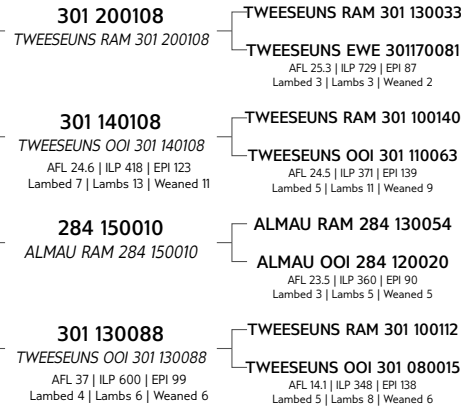 301 200108
TWEESEUNS RAM 301 200108
TWEESEUNS RAM 301 130033
TWEESEUNS EWE 301170081
AFL 25.3 | ILP 729 | EPI 87
Lambed 3 | Lambs 3 | Weaned 2
301 140108
TWEESEUNS OOI 301 140108
AFL 24.6 | ILP 418 | EPI 123
Lambed 7 | Lambs 13 | Weaned 11
TWEESEUNS RAM 301 100140
TWEESEUNS OOI 301 110063
AFL 24.5 | ILP 371 | EPI 139
Lambed 5 | Lambs 11 | Weaned 9
284 150010
ALMAU RAM 284 150010
ALMAU RAM 284 130054
ALMAU OOI 284 120020
AFL 23.5 | ILP 360 | EPI 90
Lambed 3 | Lambs 5 | Weaned 5
301 130088
TWEESEUNS OOI 301 130088
AFL 37 | ILP 600 | EPI 99
Lambed 4 | Lambs 6 | Weaned 6
TWEESEUNS RAM 301 100112
TWEESEUNS OOI 301 080015
AFL 14.1 | ILP 348 | EPI 138
Lambed 5 | Lambs 8 | Weaned 6